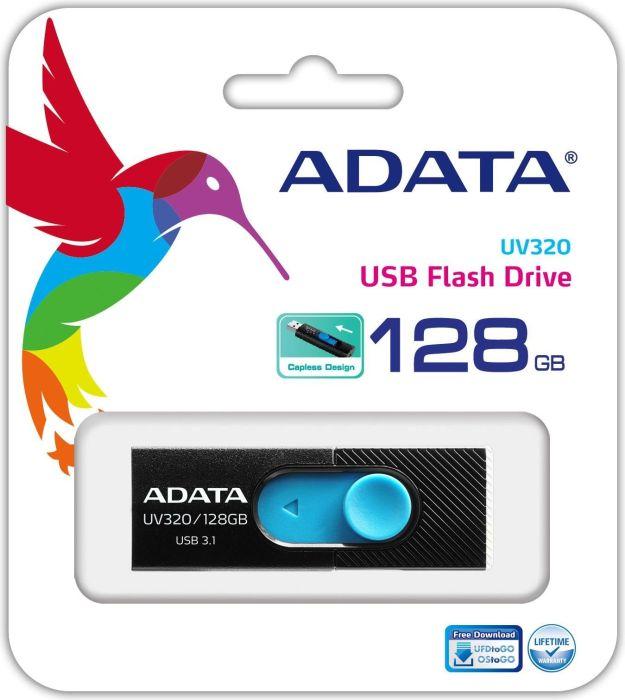 ADATA®
UV320
USB Flash Drive
Capless Design
128 GB
ADATA
UV320/128GB
USB 3.1
Free Download
UFDtoGO
OStoGO
LIFETIME
WARRANTY